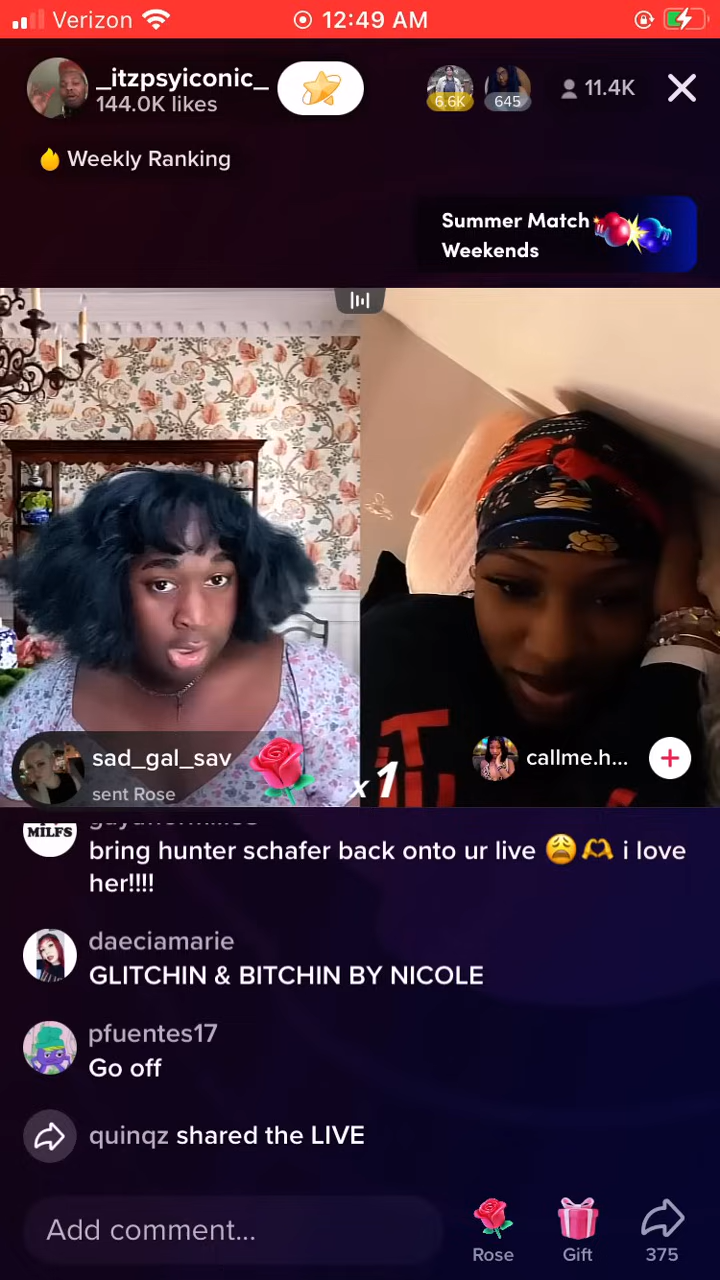 Verizon 12:49 AM
_itzpsyiconic_
144.0K likes
6.6K
645
11.4K
Weekly Ranking
Summer Match
Weekends
sad_gal_sav
sent Rose
x1
callme.h...
MILFS
bring hunter schafer back onto ur live 😩🫶 i love
her!!!!
daeciamarie
GLITCHIN & BITCHIN BY NICOLE
pfuentes17
Go off
quinqz shared the LIVE
Add comment...
Rose
Gift
375